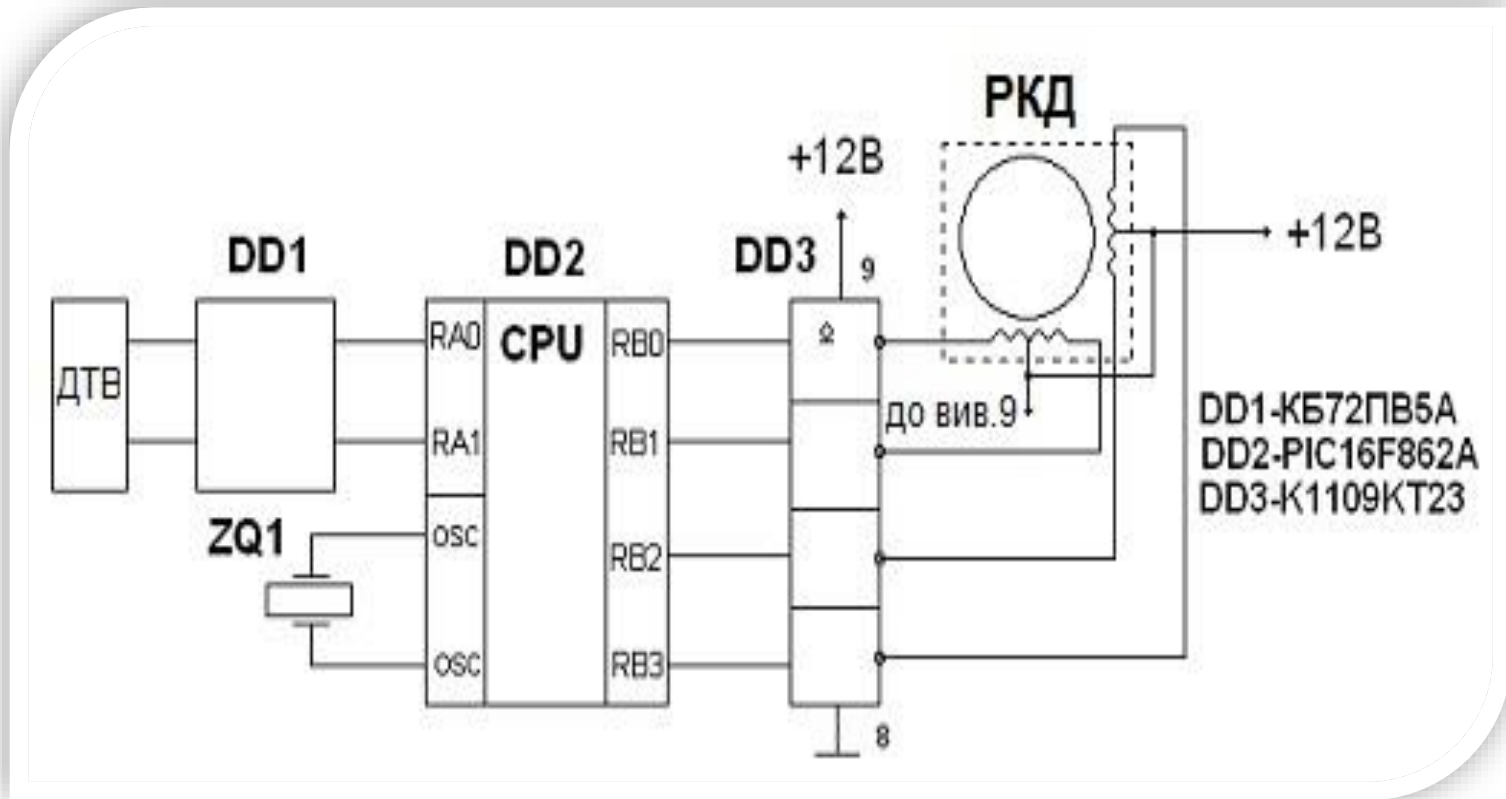 РКД
+12В
+12В
DD1
DD2
DD3
9
ДТВ
RA0
CPU
RB0
RA1
RB1
до вив.9
DD1-КБ72ПВ5А
DD2-PIC16F862A
DD3-К1109КТ23
ZQ1
OSC
RB2
OSC
RB3
8